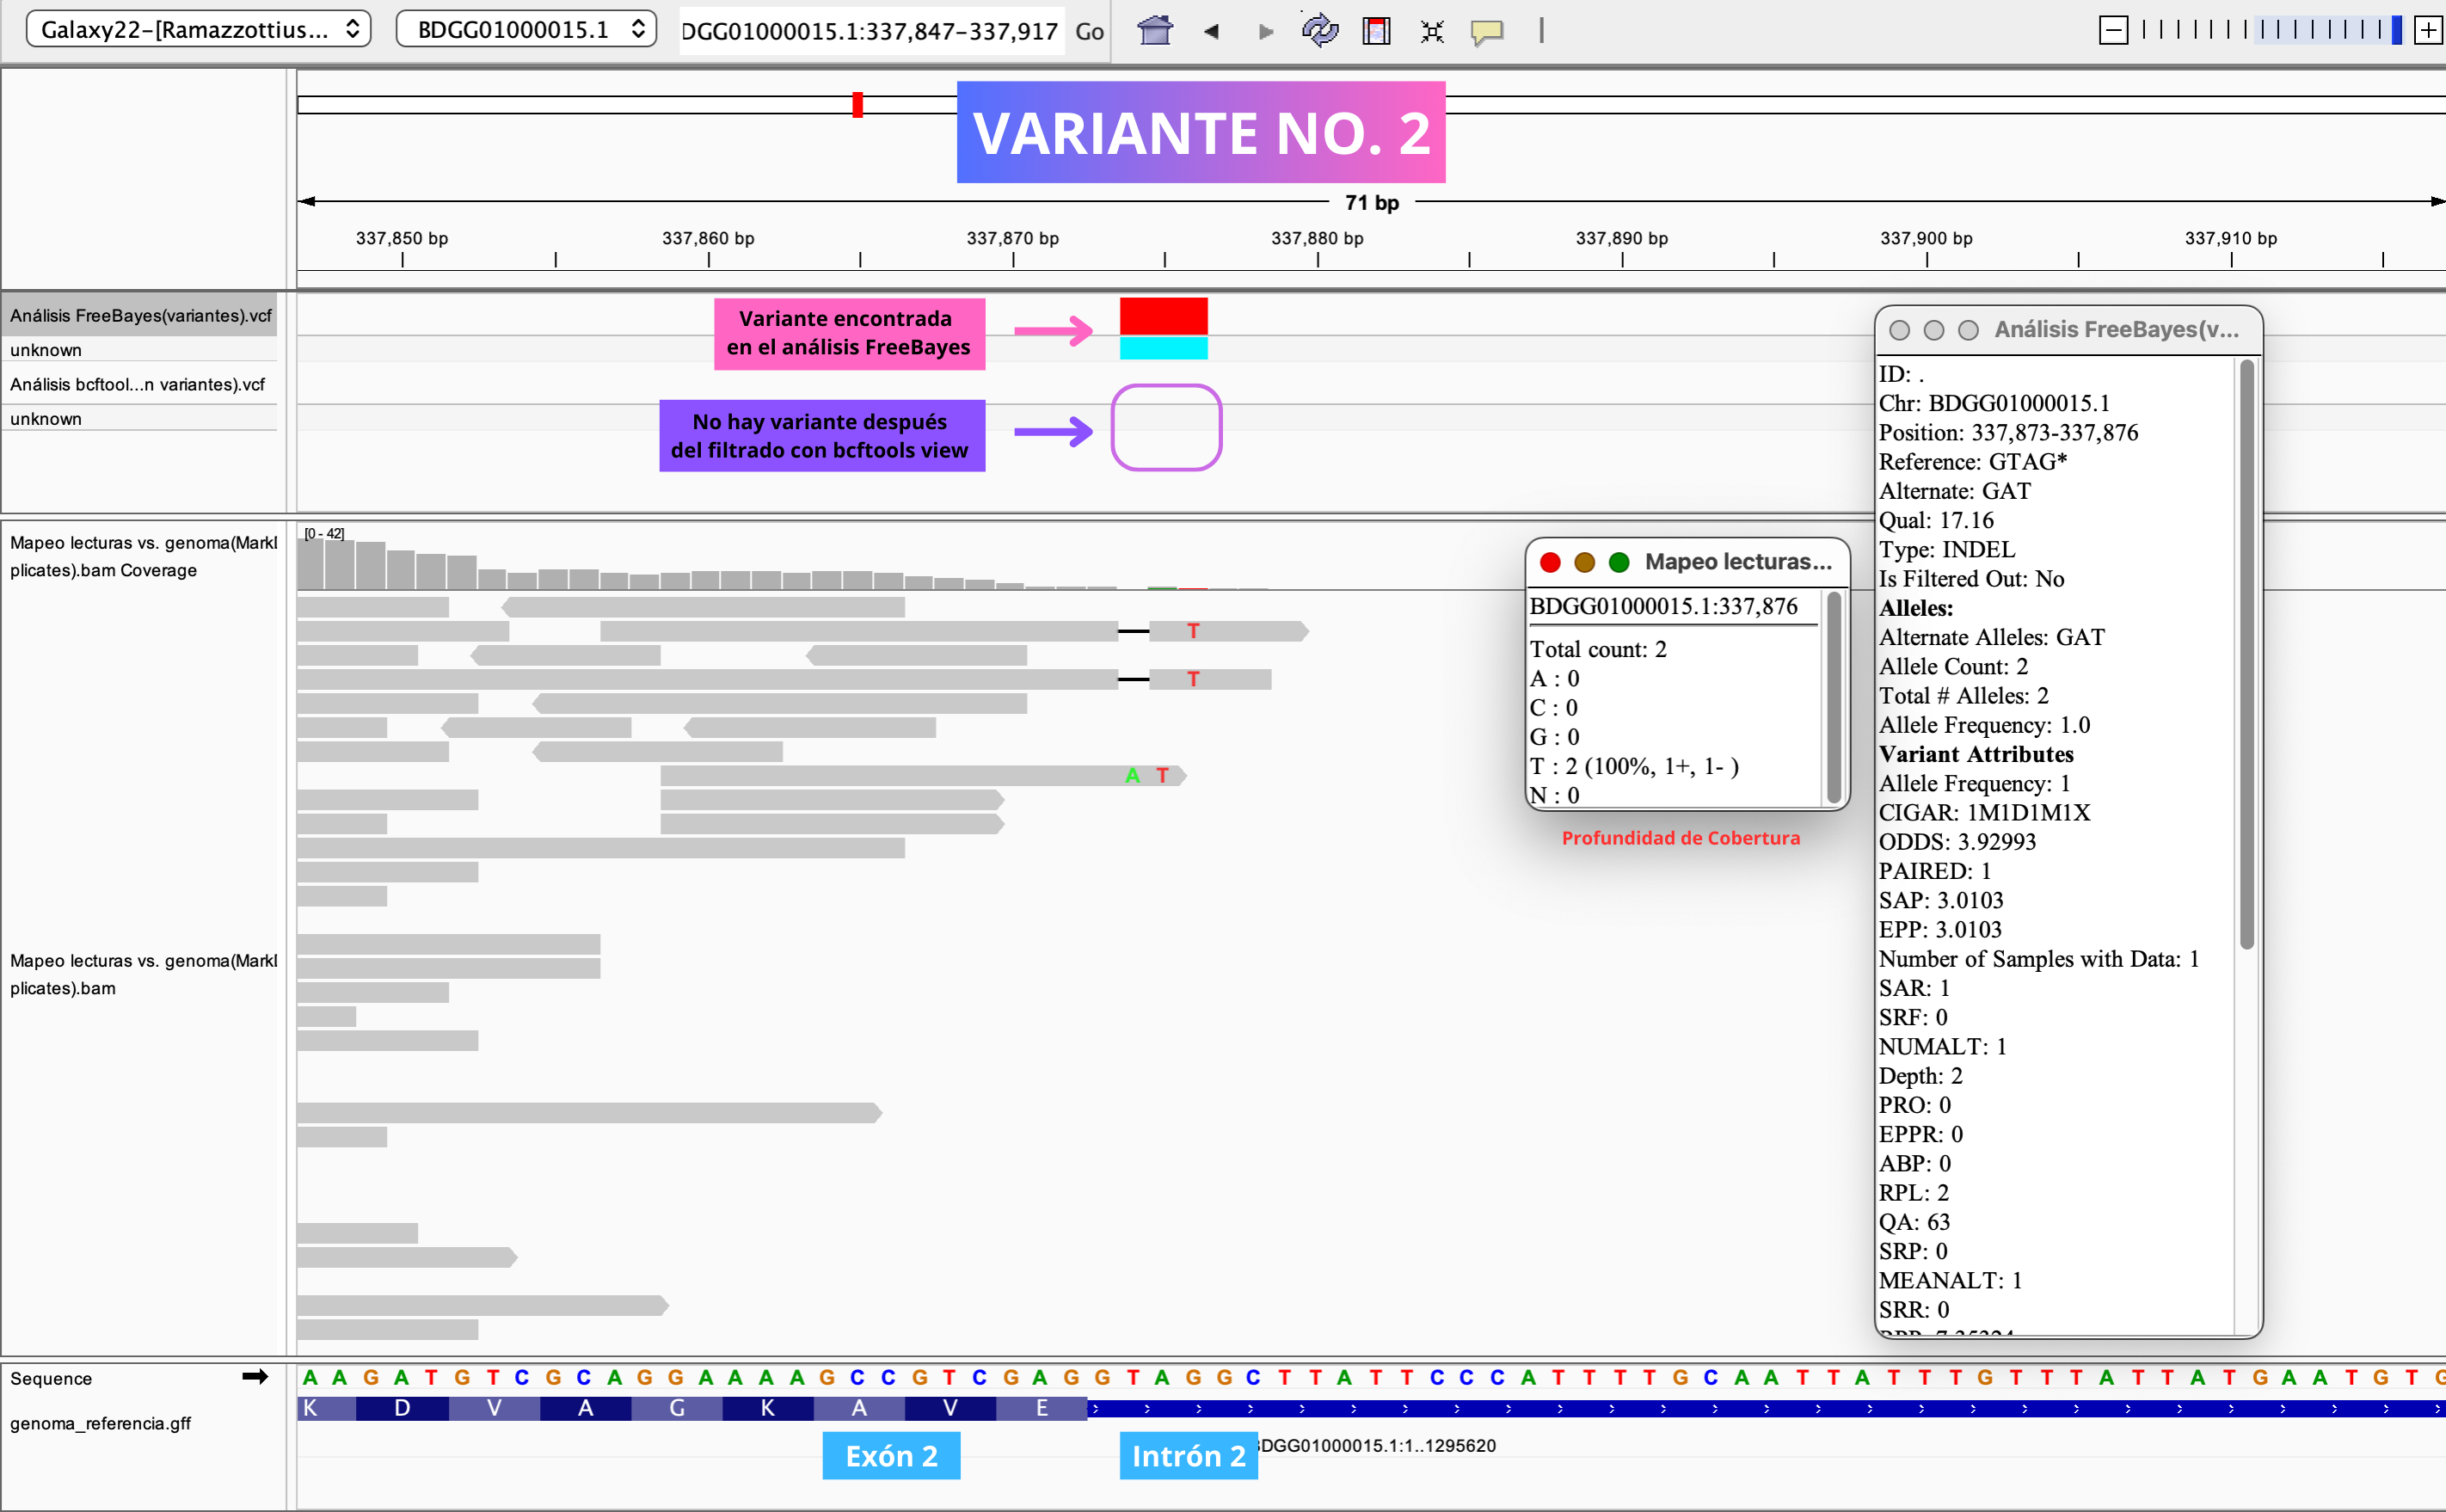 Galaxy22-[Ramazzottius...
BDGG01000015.1
DGG01000015.1:337,847-337,917
Go
VARIANTE NO. 2
71 bp
337,850 bp
337,860 bp
337,870 bp
337,880 bp
337,890 bp
337,900 bp
337,910 bp
Análisis FreeBayes(variantes).vcf
unknown
Análisis bcftool...n variantes).vcf
unknown
Variante encontrada
en el análisis FreeBayes
No hay variante después
del filtrado con bcftools view
Mapeo lecturas vs. genoma(MarkD
plicates).bam Coverage
[0 - 42]
T
T
A T
Mapeo lecturas vs. genoma(MarkD
plicates).bam
Mapeo lecturas...
BDGG01000015.1:337,876
Total count: 2
A : 0
C : 0
G : 0
T : 2 (100%, 1+, 1- )
N : 0
Profundidad de Cobertura
Análisis FreeBayes(v...
ID: .
Chr: BDGG01000015.1
Position: 337,873-337,876
Reference: GTAG*
Alternate: GAT
Qual: 17.16
Type: INDEL
Is Filtered Out: No
Alleles:
Alternate Alleles: GAT
Allele Count: 2
Total # Alleles: 2
Allele Frequency: 1.0
Variant Attributes
Allele Frequency: 1
CIGAR: 1M1D1M1X
ODDS: 3.92993
PAIRED: 1
SAP: 3.0103
EPP: 3.0103
Number of Samples with Data: 1
SAR: 1
SRF: 0
NUMALT: 1
Depth: 2
PRO: 0
EPPR: 0
ABP: 0
RPL: 2
QA: 63
SRP: 0
MEANALT: 1
SRR: 0
Sequence
A A G A T G T C G C A G G A A A A G C C G T C G A G G T A G G C T T A T T C C C A T T T T G C A A T T A T T T G T T T A T T A T G A A T G T G
genoma_referencia.gff
K D V A G K A V E
Exón 2
Intrón 2
BDGG01000015.1:1..1295620